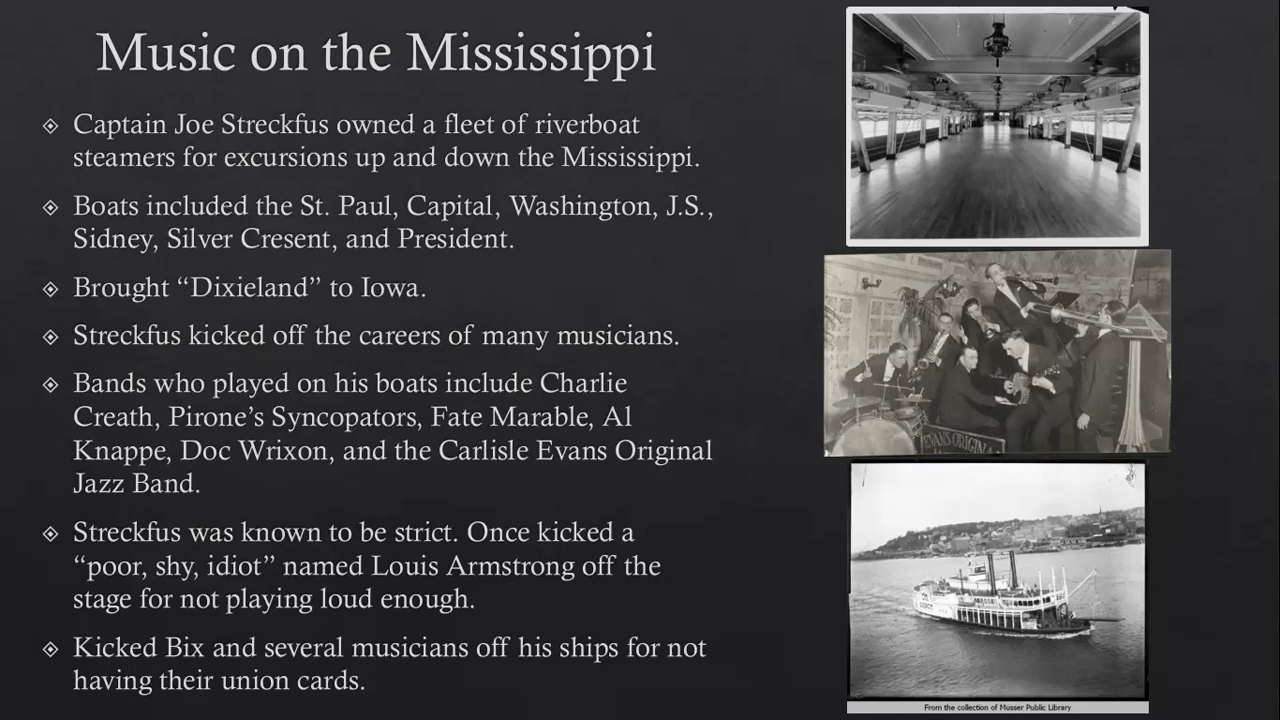 Music on the Mississippi
Captain Joe Streckfus owned a fleet of riverboat
steamers for excursions up and down the Mississippi.
Boats included the St. Paul, Capital, Washington, J.S.,
Sidney, Silver Cresent, and President.
Brought “Dixieland” to Iowa.
Streckfus kicked off the careers of many musicians.
Bands who played on his boats include Charlie
Creath, Pirone’s Syncopators, Fate Marable, Al
Knappe, Doc Wrixon, and the Carlisle Evans Original
Jazz Band.
Streckfus was known to be strict. Once kicked a
“poor, shy, idiot” named Louis Armstrong off the
stage for not playing loud enough.
Kicked Bix and several musicians off his ships for not
having their union cards.
EVANS ORIGINAL
From the collection of Musser Public Library